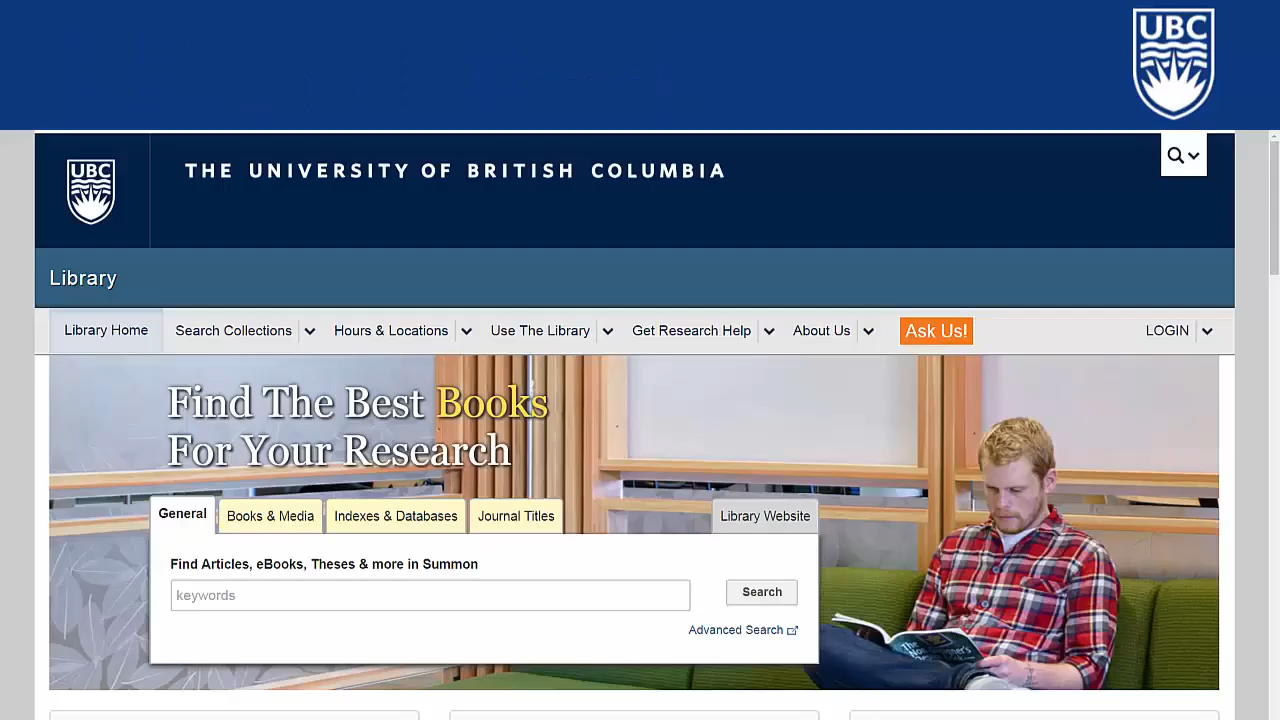 UBC
UBC
THE UNIVERSITY OF BRITISH COLUMBIA
Library
Library Home Search Collections Hours & Locations Use The Library Get Research Help About Us Ask Us! LOGIN
Find The Best Books
For Your Research
General Books & Media Indexes & Databases Journal Titles Library Website
Find Articles, eBooks, Theses & more in Summon
keywords Search
Advanced Search
The